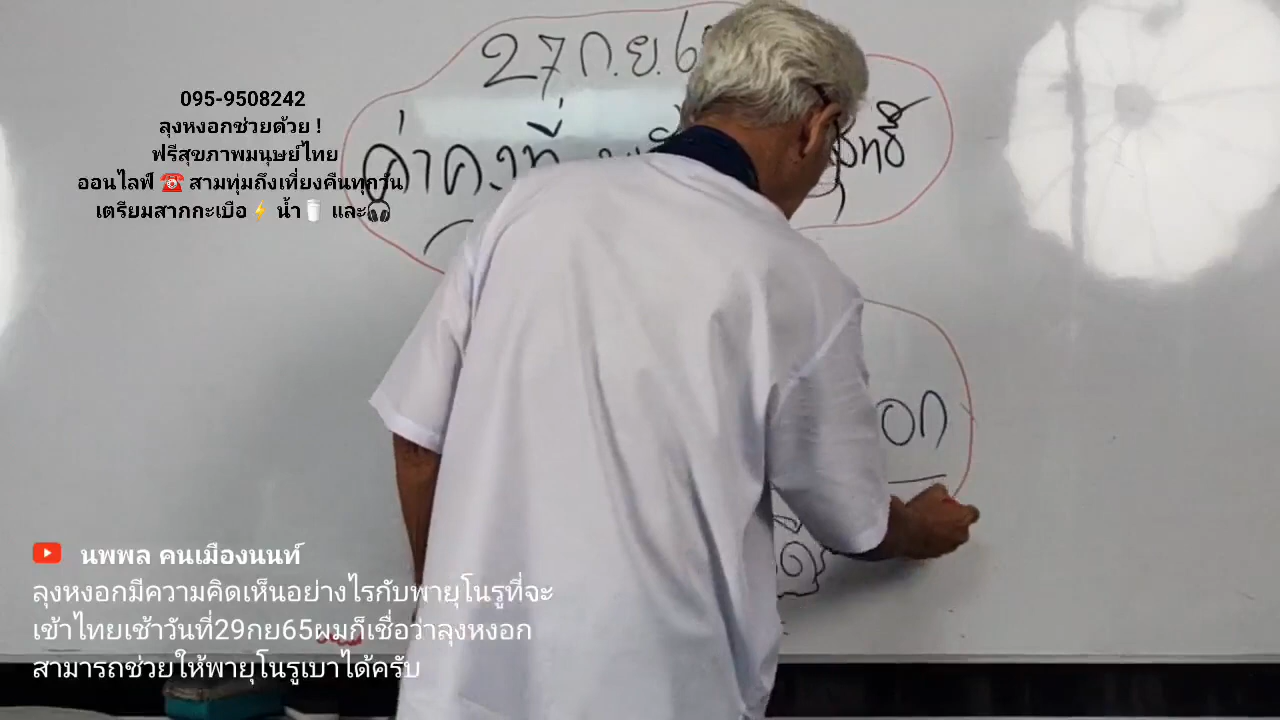 27 ก.ย.6
095-9508242
ลุงหงอกช่วยด้วย !
ฟรีสุขภาพมนุษย์ไทย
ออนไลฟ์ ☎️ สามทุ่มถึงเที่ยงคืนทุกวัน
เตรียมสากกะเบือ⚡ น้ำ🥛 และ🎧
ค่าคงที่
อก
นพพล คนเมืองนนท์
ลุงหงอกมีความคิดเห็นอย่างไรกับพายุโนรูที่จะ
เข้าไทยเช้าวันที่29กย65ผมก็เชื่อว่าลุงหงอก
สามารถช่วยให้พายุโนรูเบาได้ครับ